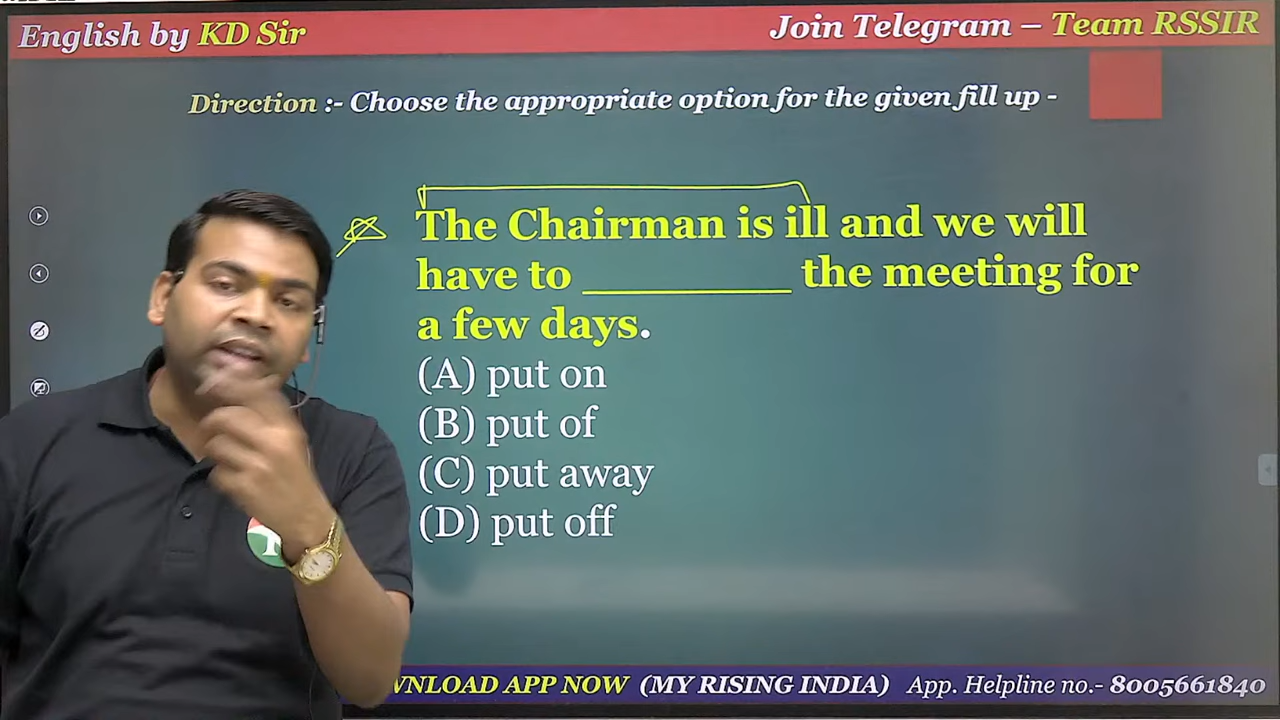 English by KD Sir
Join Telegram – Team RSSIR
Direction :- Choose the appropriate option for the given fill up -
The Chairman is ill and we will
have to __________ the meeting for
a few days.
(A) put on
(B) put of
(C) put away
(D) put off
APP NOW (MY RISING INDIA) App. Helpline no.- 8005661840